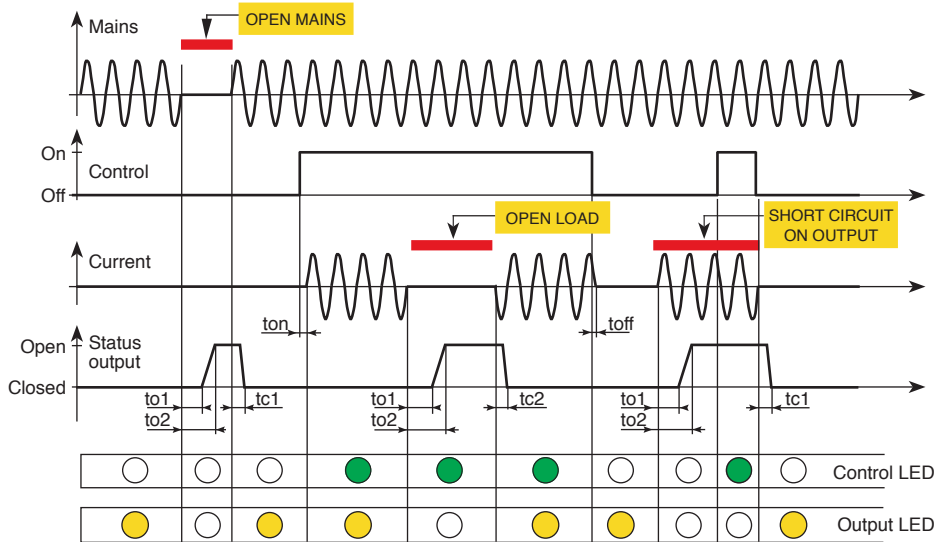 Mains
OPEN MAINS
On
Control
Off
OPEN LOAD
SHORT CIRCUIT
ON OUTPUT
Current
ton
toff
Open
Status
output
Closed
to1
tc1
to1
tc2
to1
tc1
to2
to2
to2
Control LED
Output LED